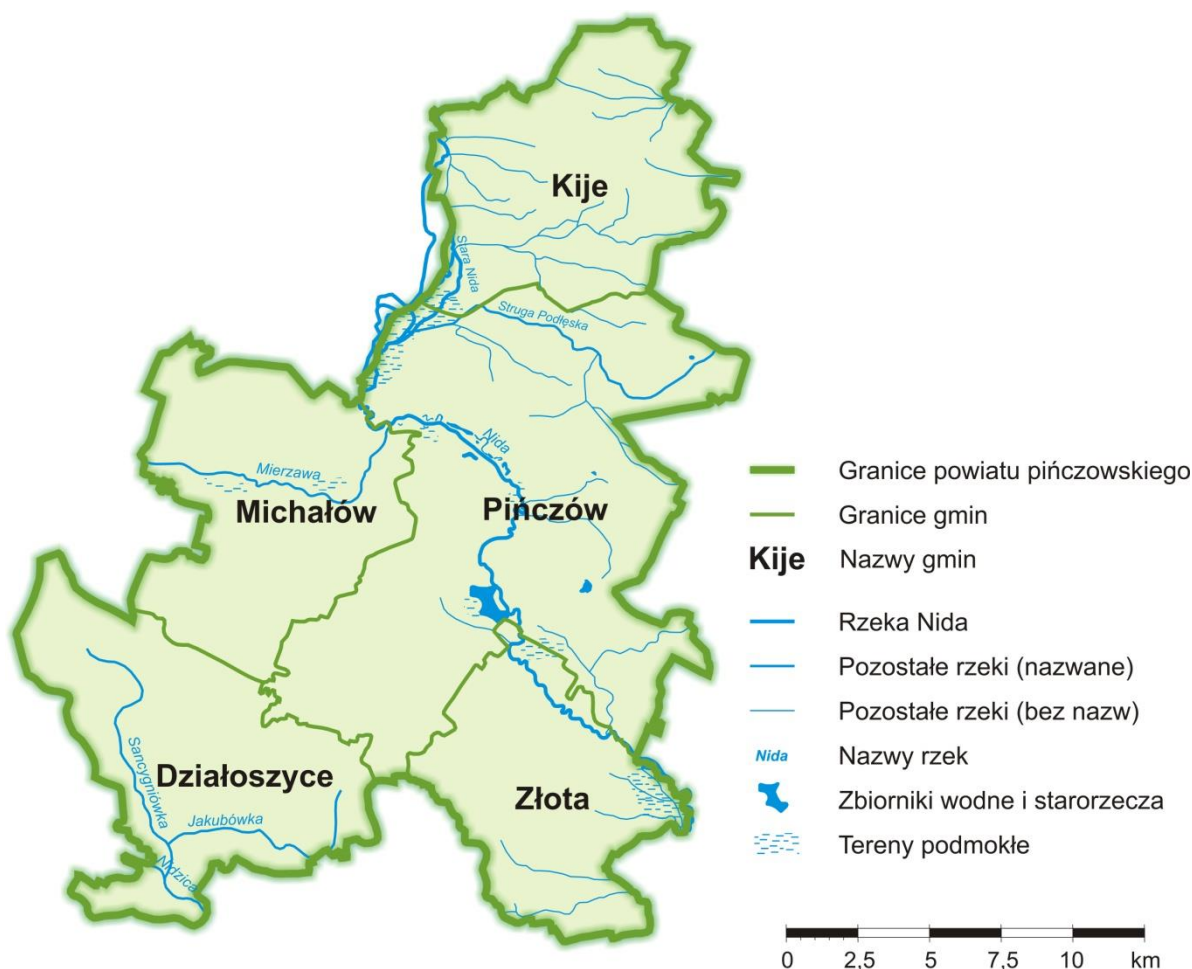 Kije
Stara Nida
Struga Podłęska
Nida
Mierzawa
Michałów
Pińczów
Sancygniówka
Działoszyce
Złota
Jakubówka
Nidzica
Granice powiatu pińczowskiego
Granice gmin
Kije Nazwy gmin
Rzeka Nida
Pozostałe rzeki (nazwane)
Pozostałe rzeki (bez nazw)
Nida Nazwy rzek
Zbiorniki wodne i starorzecza
Tereny podmokłe
0 2,5 5 7,5 10 km